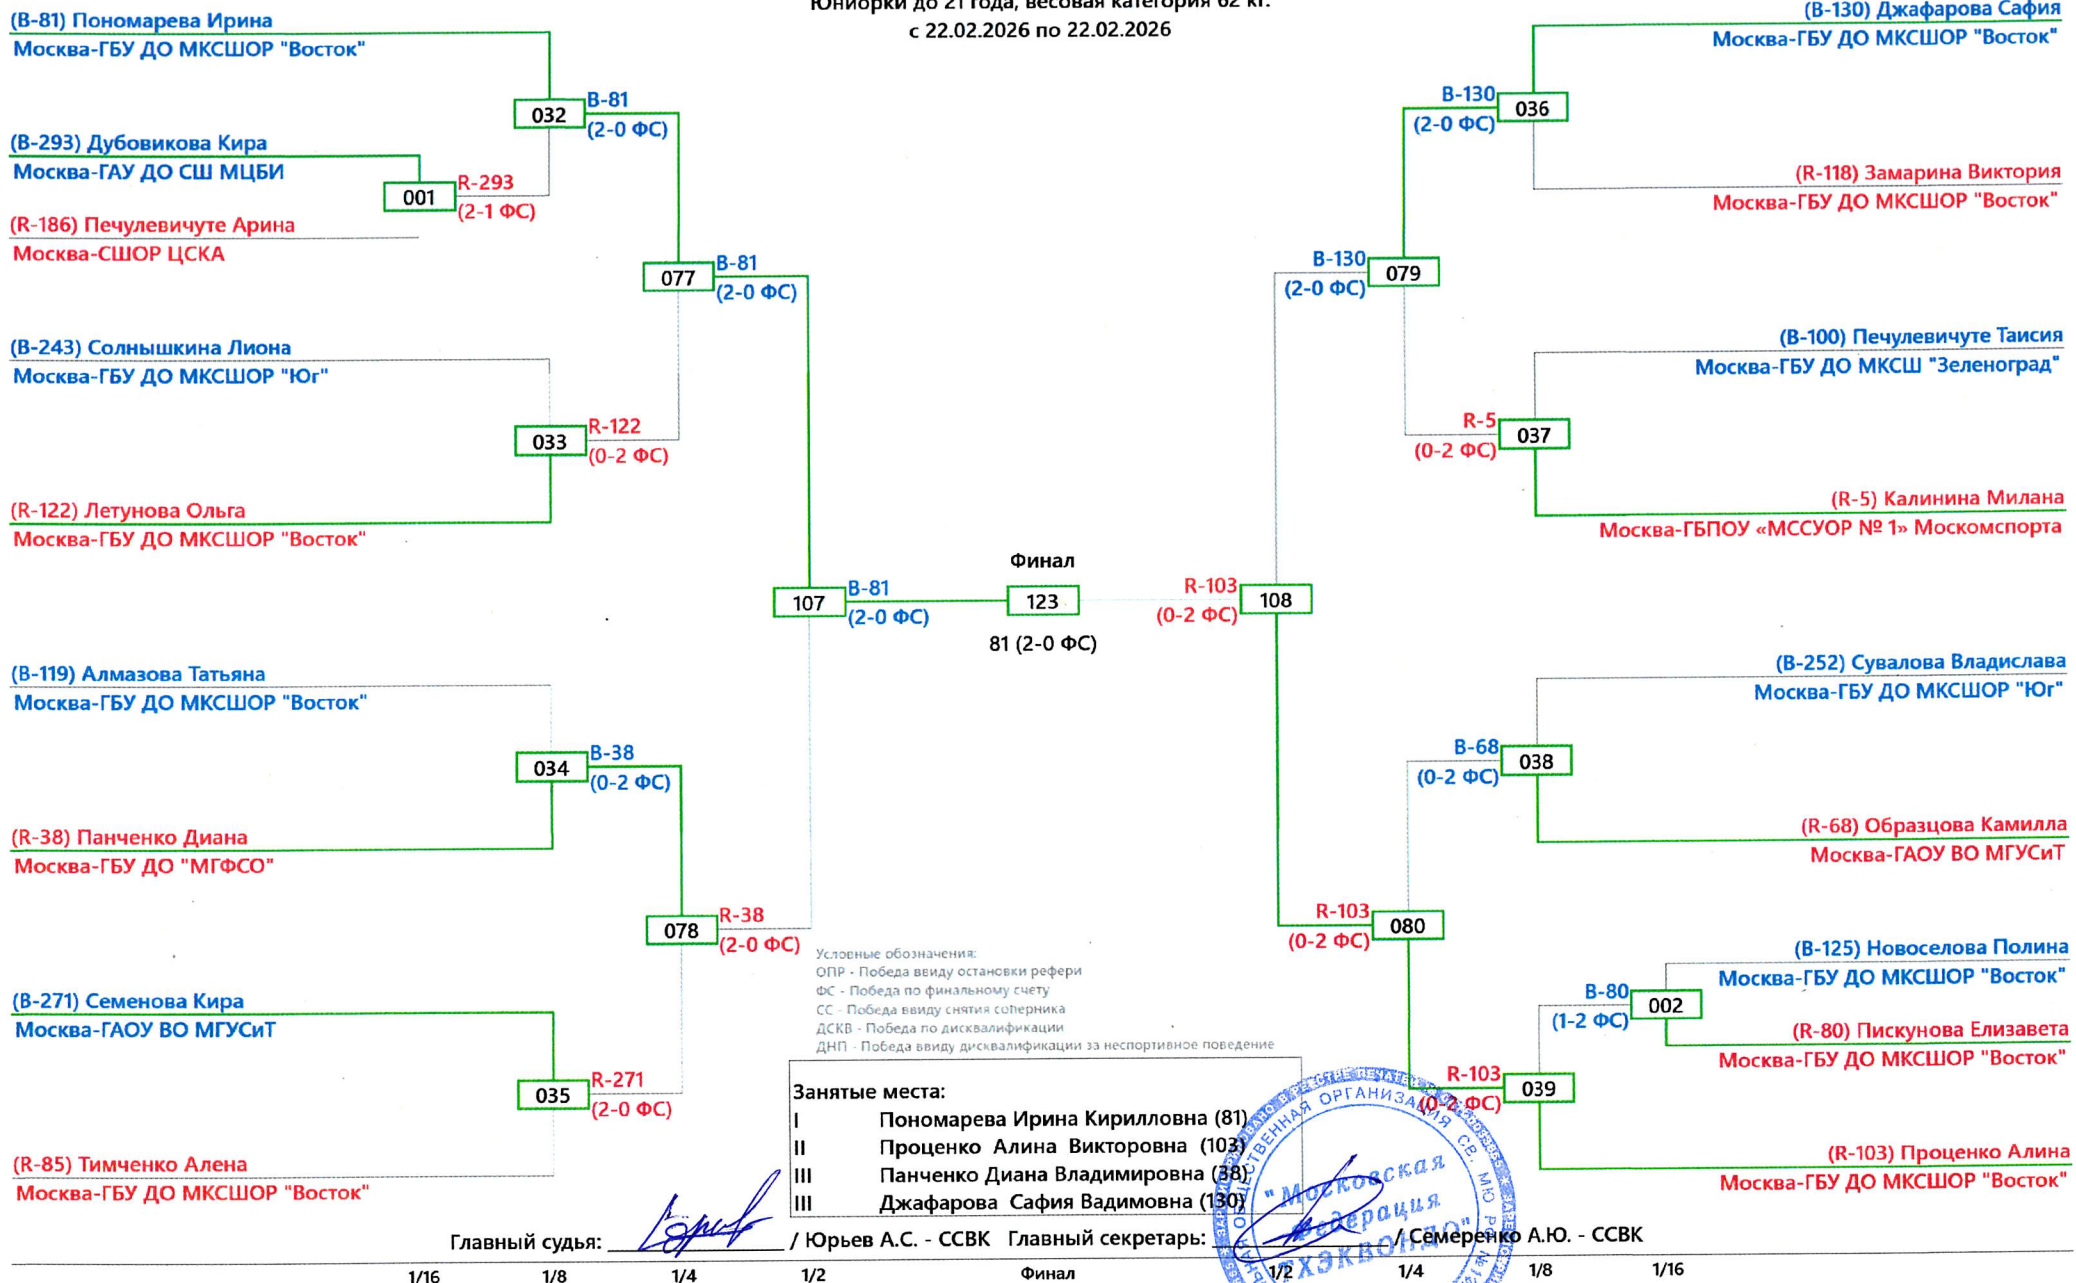 Юниорки до 21 года, весовая категория 62 кг.
с 22.02.2026 по 22.02.2026
(B-81) Пономарева Ирина
Москва-ГБУ ДО МКСШОР "Восток"
032
B-81
(2-0 ФС)
(B-293) Дубовикова Кира
Москва-ГАУ ДО СШ МЦБИ
001
R-293
(2-1 ФС)
(R-186) Печулевичуте Арина
Москва-СШОР ЦСКА
077
B-81
(2-0 ФС)
(B-243) Солнышкина Лиона
Москва-ГБУ ДО МКСШОР "Юг"
033
R-122
(0-2 ФС)
(R-122) Летунова Ольга
Москва-ГБУ ДО МКСШОР "Восток"
107
B-81
(2-0 ФС)
(B-119) Алмазова Татьяна
Москва-ГБУ ДО МКСШОР "Восток"
034
B-38
(0-2 ФС)
(R-38) Панченко Диана
Москва-ГБУ ДО "МГФСО"
078
R-38
(2-0 ФС)
(B-271) Семенова Кира
Москва-ГАОУ ВО МГУСиТ
035
R-271
(2-0 ФС)
(R-85) Тимченко Алена
Москва-ГБУ ДО МКСШОР "Восток"
Финал
123
81 (2-0 ФС)
(B-130) Джафарова Сафия
Москва-ГБУ ДО МКСШОР "Восток"
B-130
(2-0 ФС)
036
(R-118) Замарина Виктория
Москва-ГБУ ДО МКСШОР "Восток"
B-130
(2-0 ФС)
079
(B-100) Печулевичуте Таисия
Москва-ГБУ ДО МКСШ "Зеленоград"
R-5
(0-2 ФС)
037
(R-5) Калинина Милана
Москва-ГБПОУ «МССУОР № 1» Москомспорта
R-103
(0-2 ФС)
108
(B-252) Сувалова Владислава
Москва-ГБУ ДО МКСШОР "Юг"
B-68
(0-2 ФС)
038
(R-68) Образцова Камилла
Москва-ГАОУ ВО МГУСиТ
R-103
(0-2 ФС)
080
(B-125) Новоселова Полина
Москва-ГБУ ДО МКСШОР "Восток"
B-80
(1-2 ФС)
002
(R-80) Пискунова Елизавета
Москва-ГБУ ДО МКСШОР "Восток"
R-103
(0-2 ФС)
039
(R-103) Проценко Алина
Москва-ГБУ ДО МКСШОР "Восток"
Условные обозначения:
ОПР - Победа ввиду остановки рефери
ФС - Победа по финальному счету
СС - Победа ввиду снятия соперника
ДСКВ - Победа по дисквалификации
ДНП - Победа ввиду дисквалификации за неспортивное поведение
Занятые места:
I Пономарева Ирина Кирилловна (81)
II Проценко Алина Викторовна (103)
III Панченко Диана Владимировна (38)
III Джафарова Сафия Вадимовна (130)
ОБЩЕСТВЕННАЯ ОРГАНИЗАЦИЯ
"Московская
Федерация
ТХЭКВОНДО"
Главный судья: / Юрьев А.С. - ССВК Главный секретарь: / Семеренко А.Ю. - ССВК
1/16 1/8 1/4 1/2 Финал 1/2 1/4 1/8 1/16